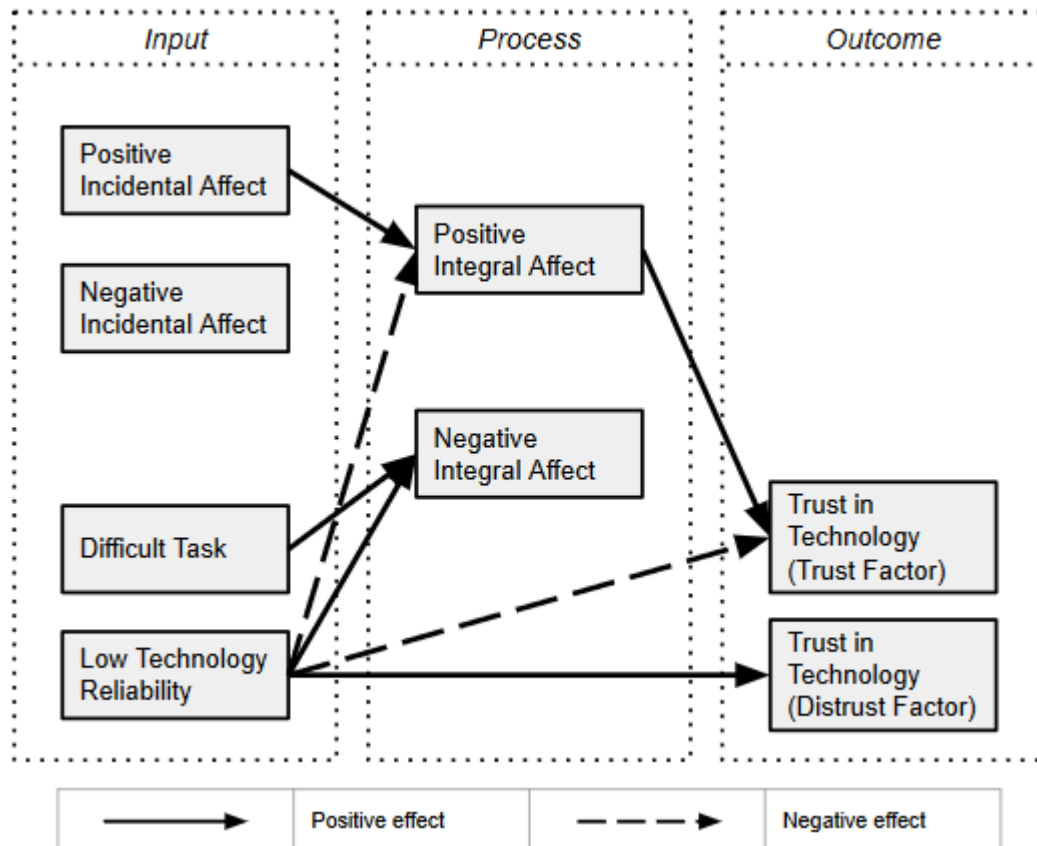 Input
Process
Outcome
Positive
Incidental Affect
Positive
Integral Affect
Negative
Incidental Affect
Negative
Integral Affect
Difficult Task
Trust in
Technology
(Trust Factor)
Low Technology
Reliability
Trust in
Technology
(Distrust Factor)
Positive effect
Negative effect